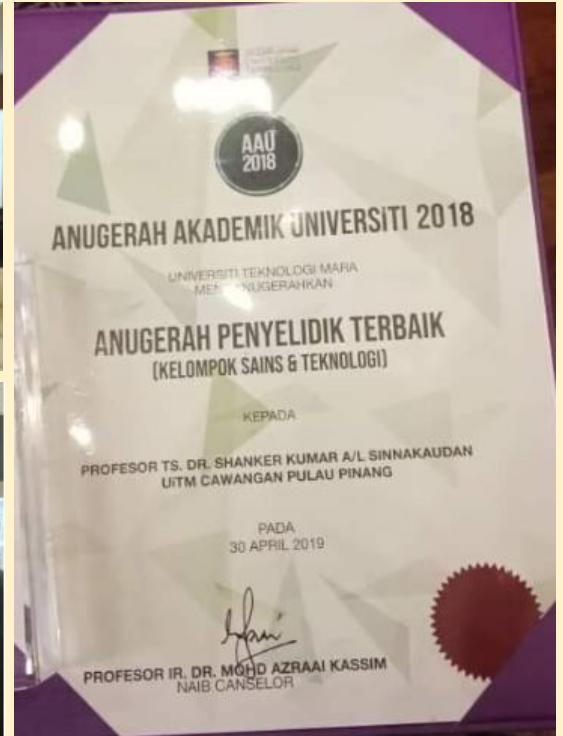 AAU
2018
ANUGERAH AKADEMIK UNIVERSITI 2018
UNIVERSITI TEKNOLOGI MARA
ANUGERAH PENYELIDIK TERBAIK
(KELOMPOK SAINS & TEKNOLOGI)
KEPADA
PROFESOR TS. DR. SHANKER KUMAR A/L SINNAKAUDAN
UiTM CAWANGAN PULAU PINANG
PADA
30 APRIL 2019
PROFESOR IR. DR. MOHD AZRAAI KASSIM
NAIB CANSELOR